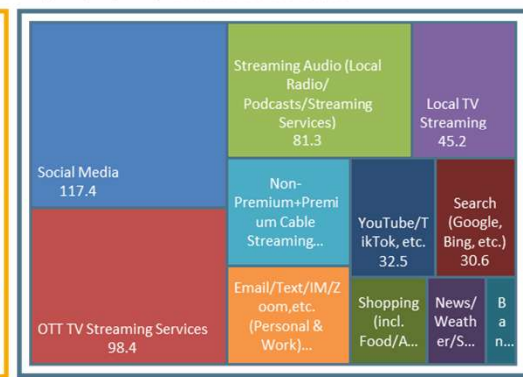 Social Media
117.4
OTT TV Streaming Services
98.4
Streaming Audio (Local
Radio/
Podcasts/Streaming
Services)
81.3
Local TV
Streaming
45.2
Non-
Premium+Premi
um Cable
Streaming...
Email/Text/IM/Z
oom,etc.
(Personal &
Work)...
YouTube/T
ikTok, etc.
32.5
Search
(Google,
Bing, etc.)
30.6
Shopping
(incl.
Food/A...
News/
Weath
er/S...
B
a
n...